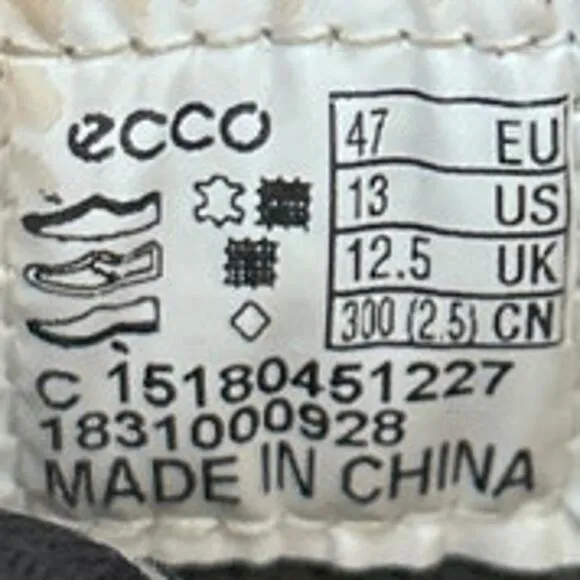 ecco
47 EU
13 US
12.5 UK
300 (2.5) CN
C 15180451227
1831000928
MADE IN CHINA